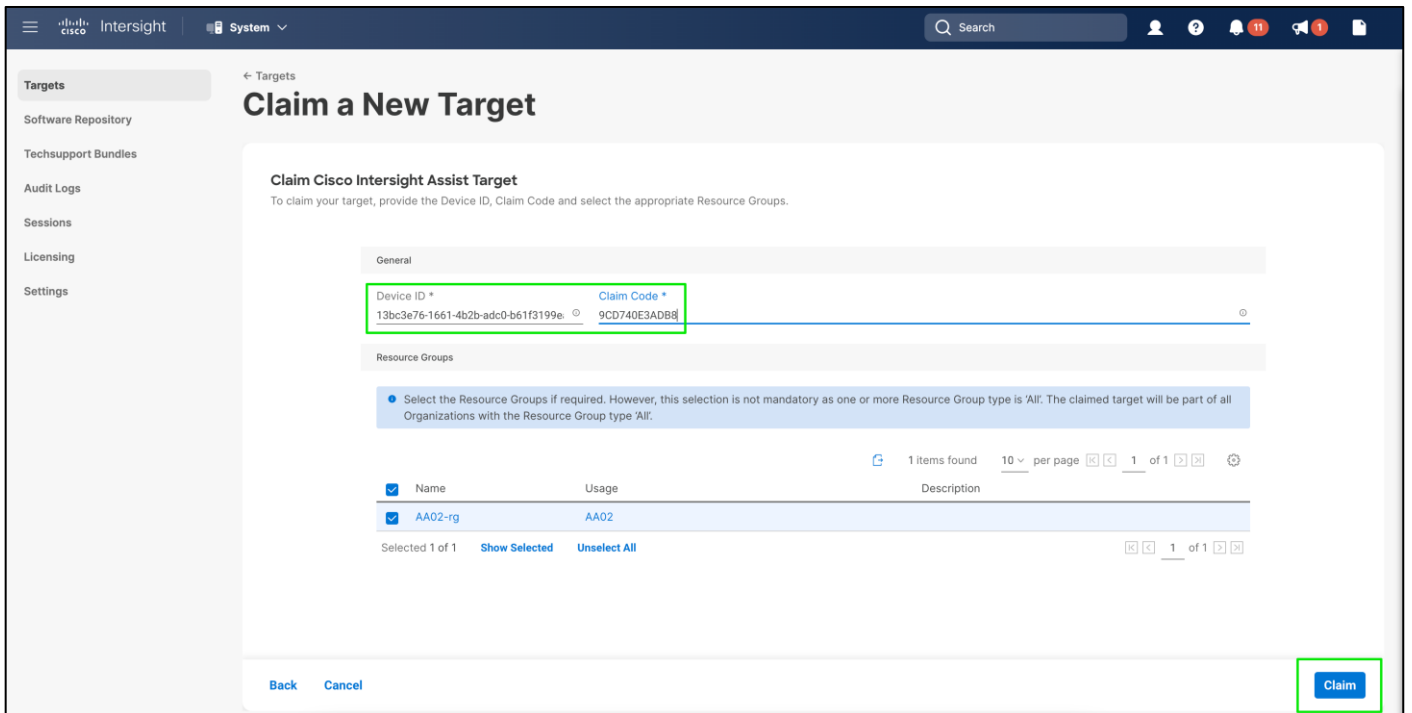 cisco Intersight System Search 11 1
Targets
Software Repository
Techsupport Bundles
Audit Logs
Sessions
Licensing
Settings
← Targets
Claim a New Target
Claim Cisco Intersight Assist Target
To claim your target, provide the Device ID, Claim Code and select the appropriate Resource Groups.
General
Device ID * Claim Code *
13bc3e76-1661-4b2b-adc0-b61f3199e 9CD740E3ADB8
Resource Groups
Select the Resource Groups if required. However, this selection is not mandatory as one or more Resource Group type is 'All'. The claimed target will be part of all
Organizations with the Resource Group type 'All'.
1 items found 10 per page 1 of 1
Name Usage Description
AA02-rg AA02
Selected 1 of 1 Show Selected Unselect All 1 of 1
Back Cancel Claim